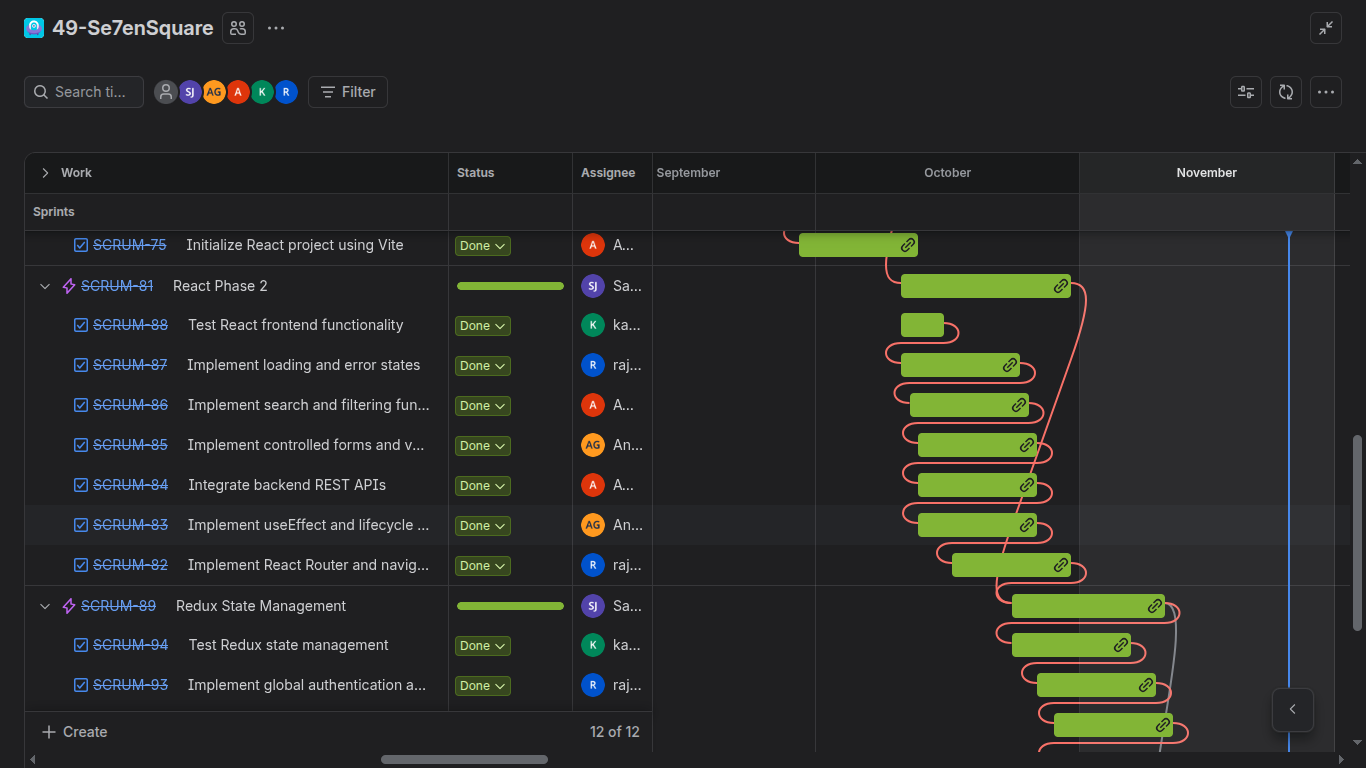 49-Se7enSquare
Search ti... SJ AG A K R Filter
Work Status Assignee September October November
Sprints
SCRUM-75 Initialize React project using Vite Done A A...
SCRUM-81 React Phase 2 SJ Sa...
SCRUM-88 Test React frontend functionality Done K ka...
SCRUM-87 Implement loading and error states Done R raj...
SCRUM-86 Implement search and filtering fun... Done A A...
SCRUM-85 Implement controlled forms and v... Done AG An...
SCRUM-84 Integrate backend REST APIs Done A A...
SCRUM-83 Implement useEffect and lifecycle ... Done AG An...
SCRUM-82 Implement React Router and navig... Done R raj...
SCRUM-89 Redux State Management SJ Sa...
SCRUM-94 Test Redux state management Done K ka...
SCRUM-93 Implement global authentication a... Done R raj...
Create 12 of 12